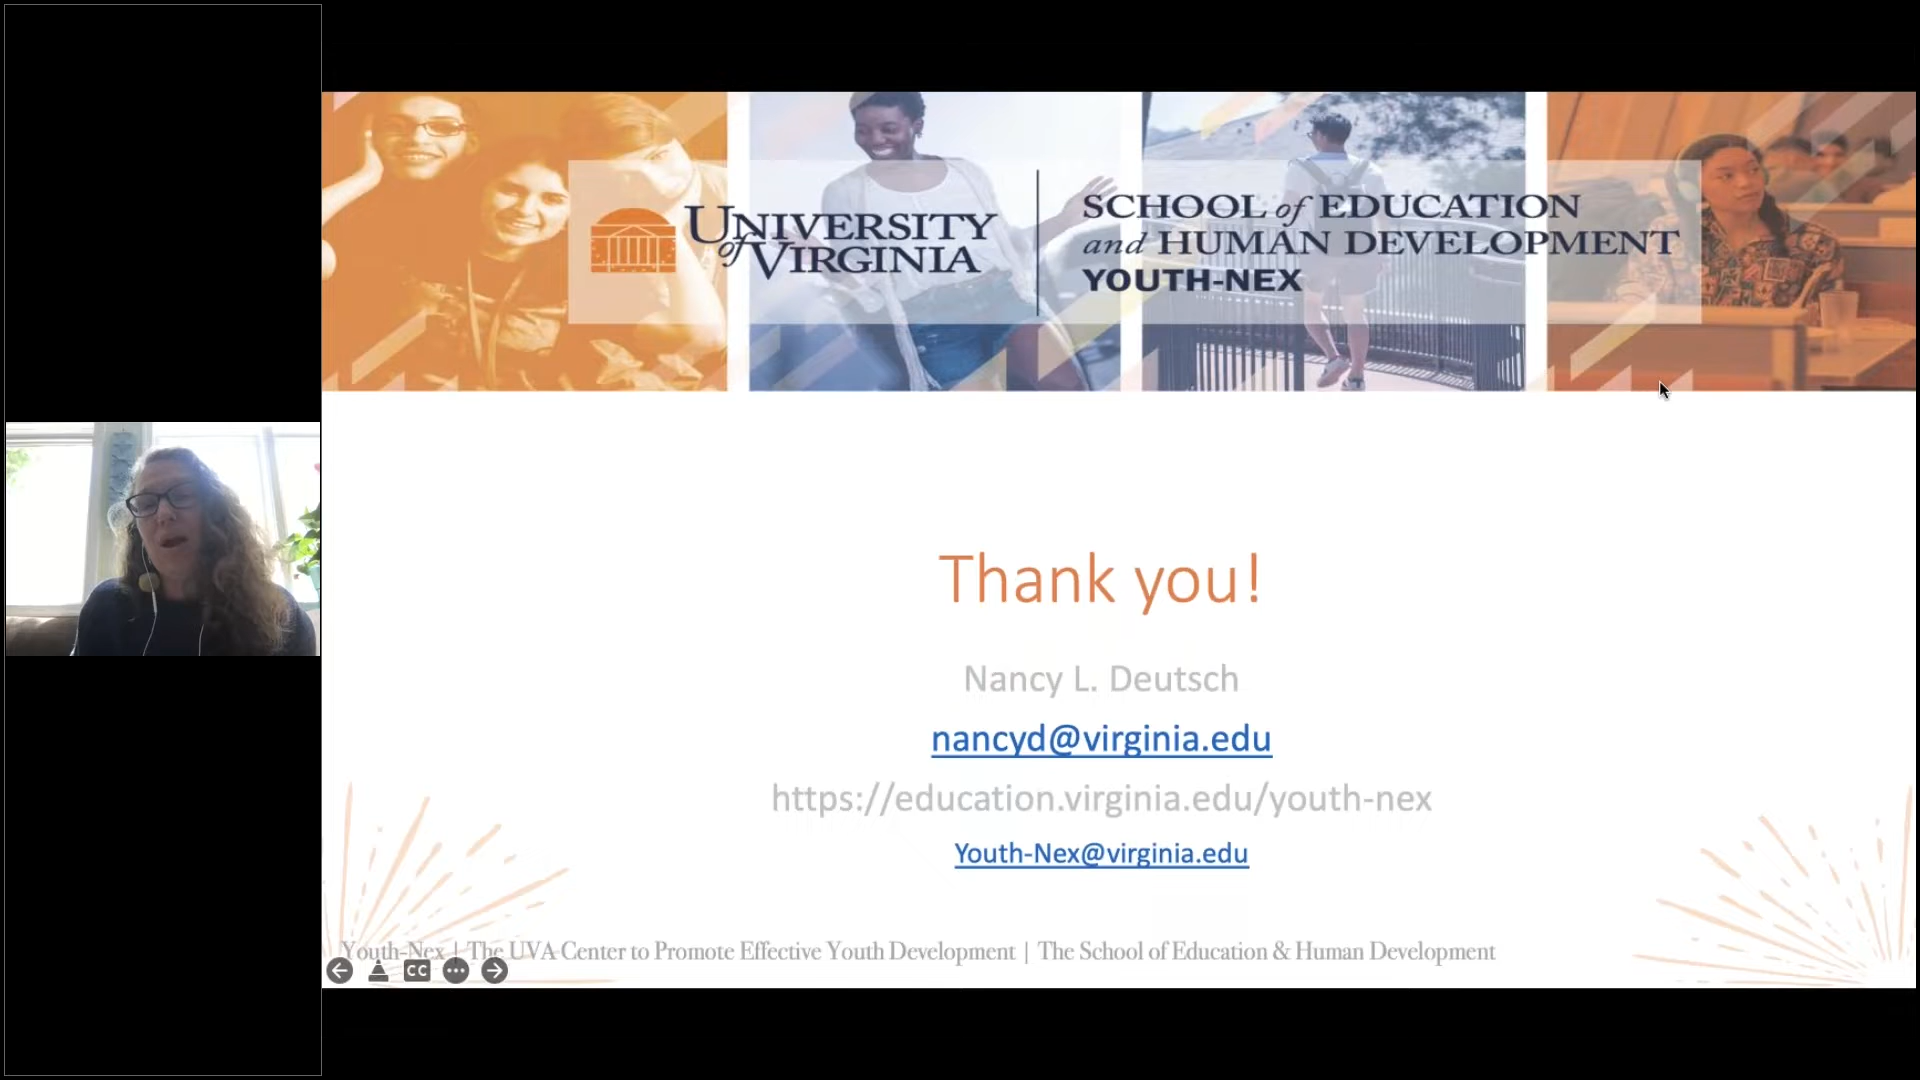 UNIVERSITY
of VIRGINIA
SCHOOL of EDUCATION
and HUMAN DEVELOPMENT
YOUTH-NEX
Thank you!
Nancy L. Deutsch
nancyd@virginia.edu
https://education.virginia.edu/youth-nex
Youth-Nex@virginia.edu
Youth-Nex | The UVA Center to Promote Effective Youth Development | The School of Education & Human Development
CC